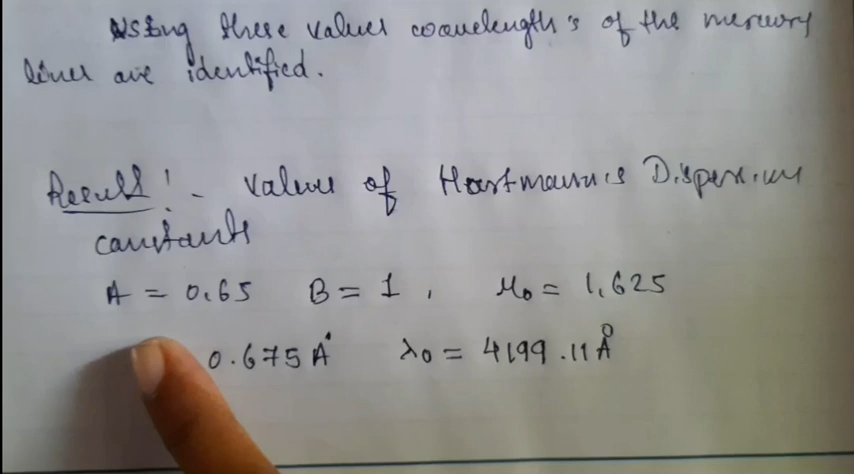 Using these values wavelength's of the mercury
lines are identified.
Result :- Values of Hartmann's Dispersion
constants
A = 0.65 B = 1 , μ0 = 1.625
0.675 A° λ0 = 4199.11 Å